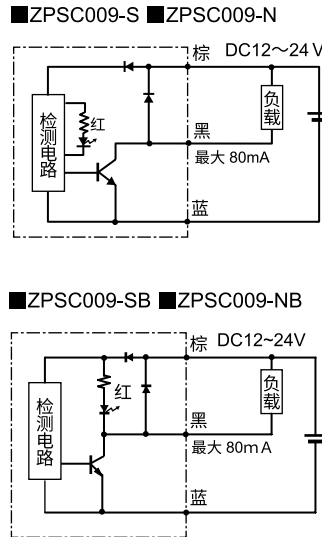 ■ZPSC009-S ■ZPSC009-N
棕 DC12～24 V
检测电路
红
负载
黑
最大 80mA
蓝
■ZPSC009-SB ■ZPSC009-NB
棕 DC12~24V
检测电路
红
负载
黑
最大 80mA
蓝